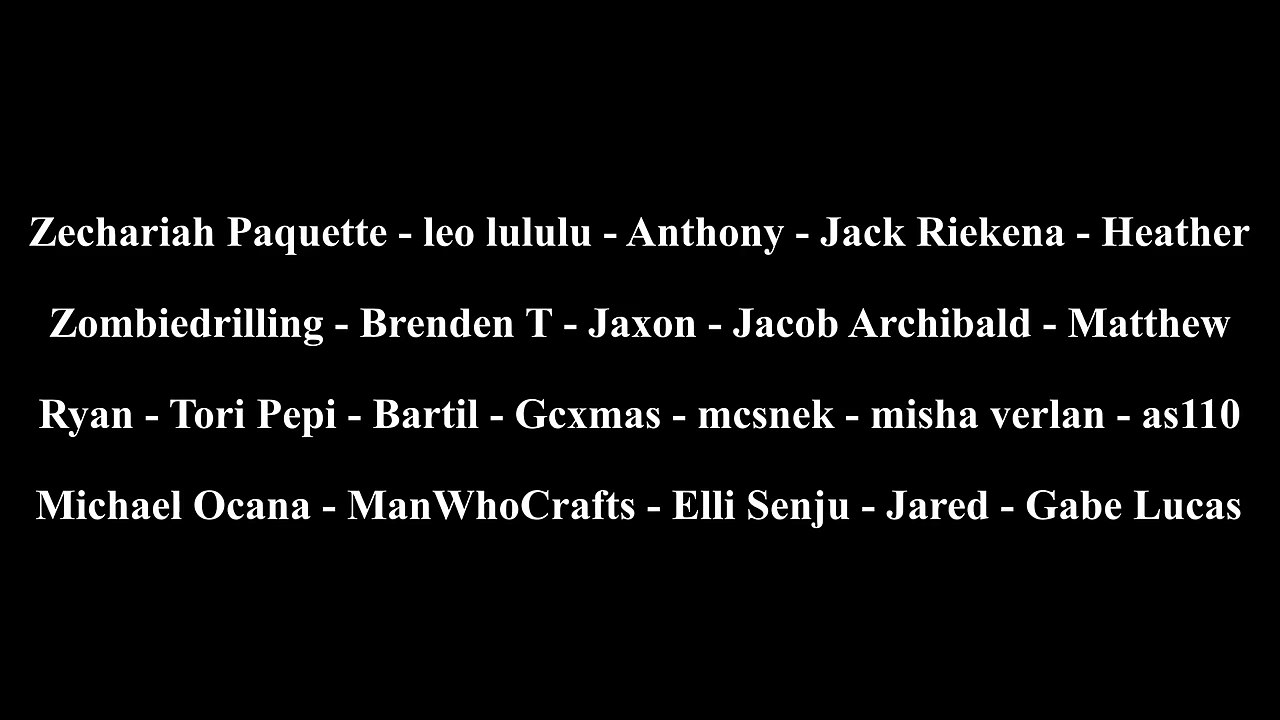 Zechariah Paquette - leo lululu - Anthony - Jack Riekena - Heather
Zombiedrilling - Brenden T - Jaxon - Jacob Archibald - Matthew
Ryan - Tori Pepi - Bartil - Gcxmas - mcsnek - misha verlan - as110
Michael Ocana - ManWhoCrafts - Elli Senju - Jared - Gabe Lucas